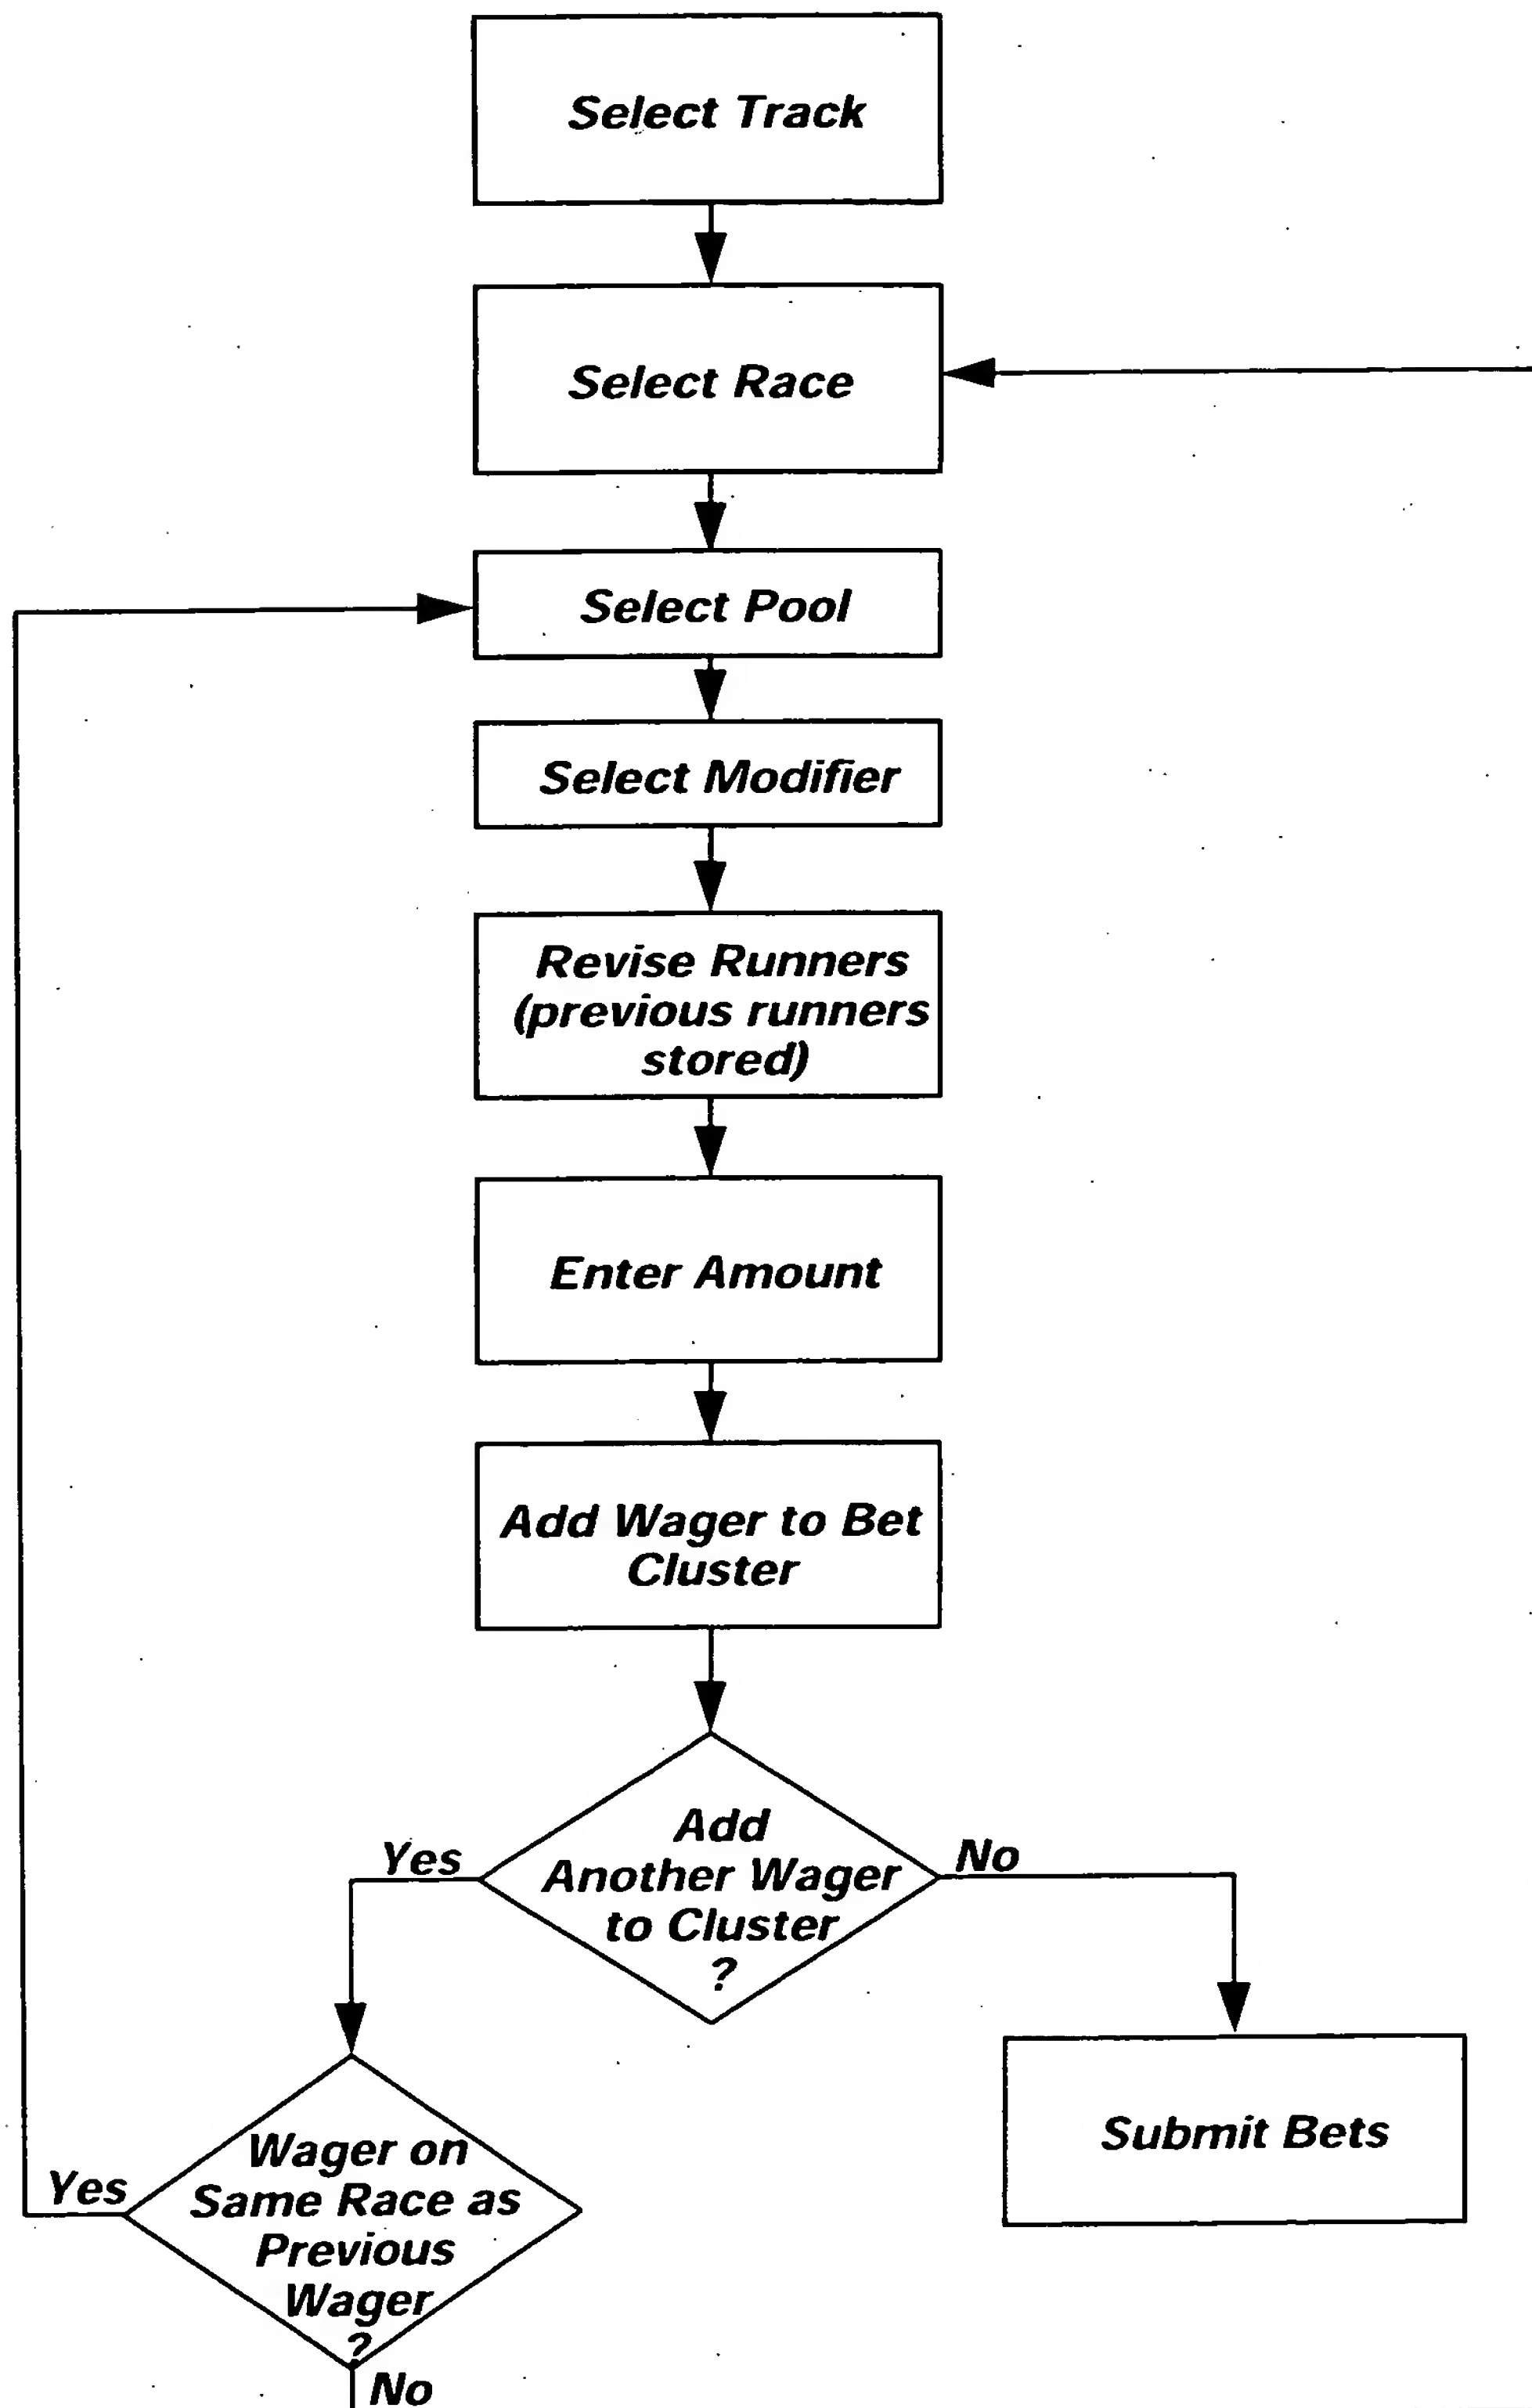 Select Track
Select Race
Select Pool
Select Modifier
Revise Runners
(previous runners
stored)
Enter Amount
Add Wager to Bet
Cluster
Add
Another Wager
to Cluster
?
Yes
No
Submit Bets
Wager on
Same Race as
Previous
Wager
?
Yes
No